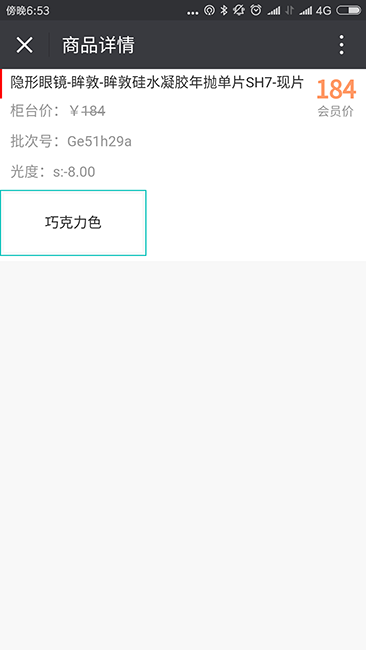 傍晚6:53
4G
商品详情
隐形眼镜-眸敦-眸敦硅水凝胶年抛单片SH7-现片
184
柜台价：￥184
会员价
批次号：Ge51h29a
光度：s:-8.00
巧克力色